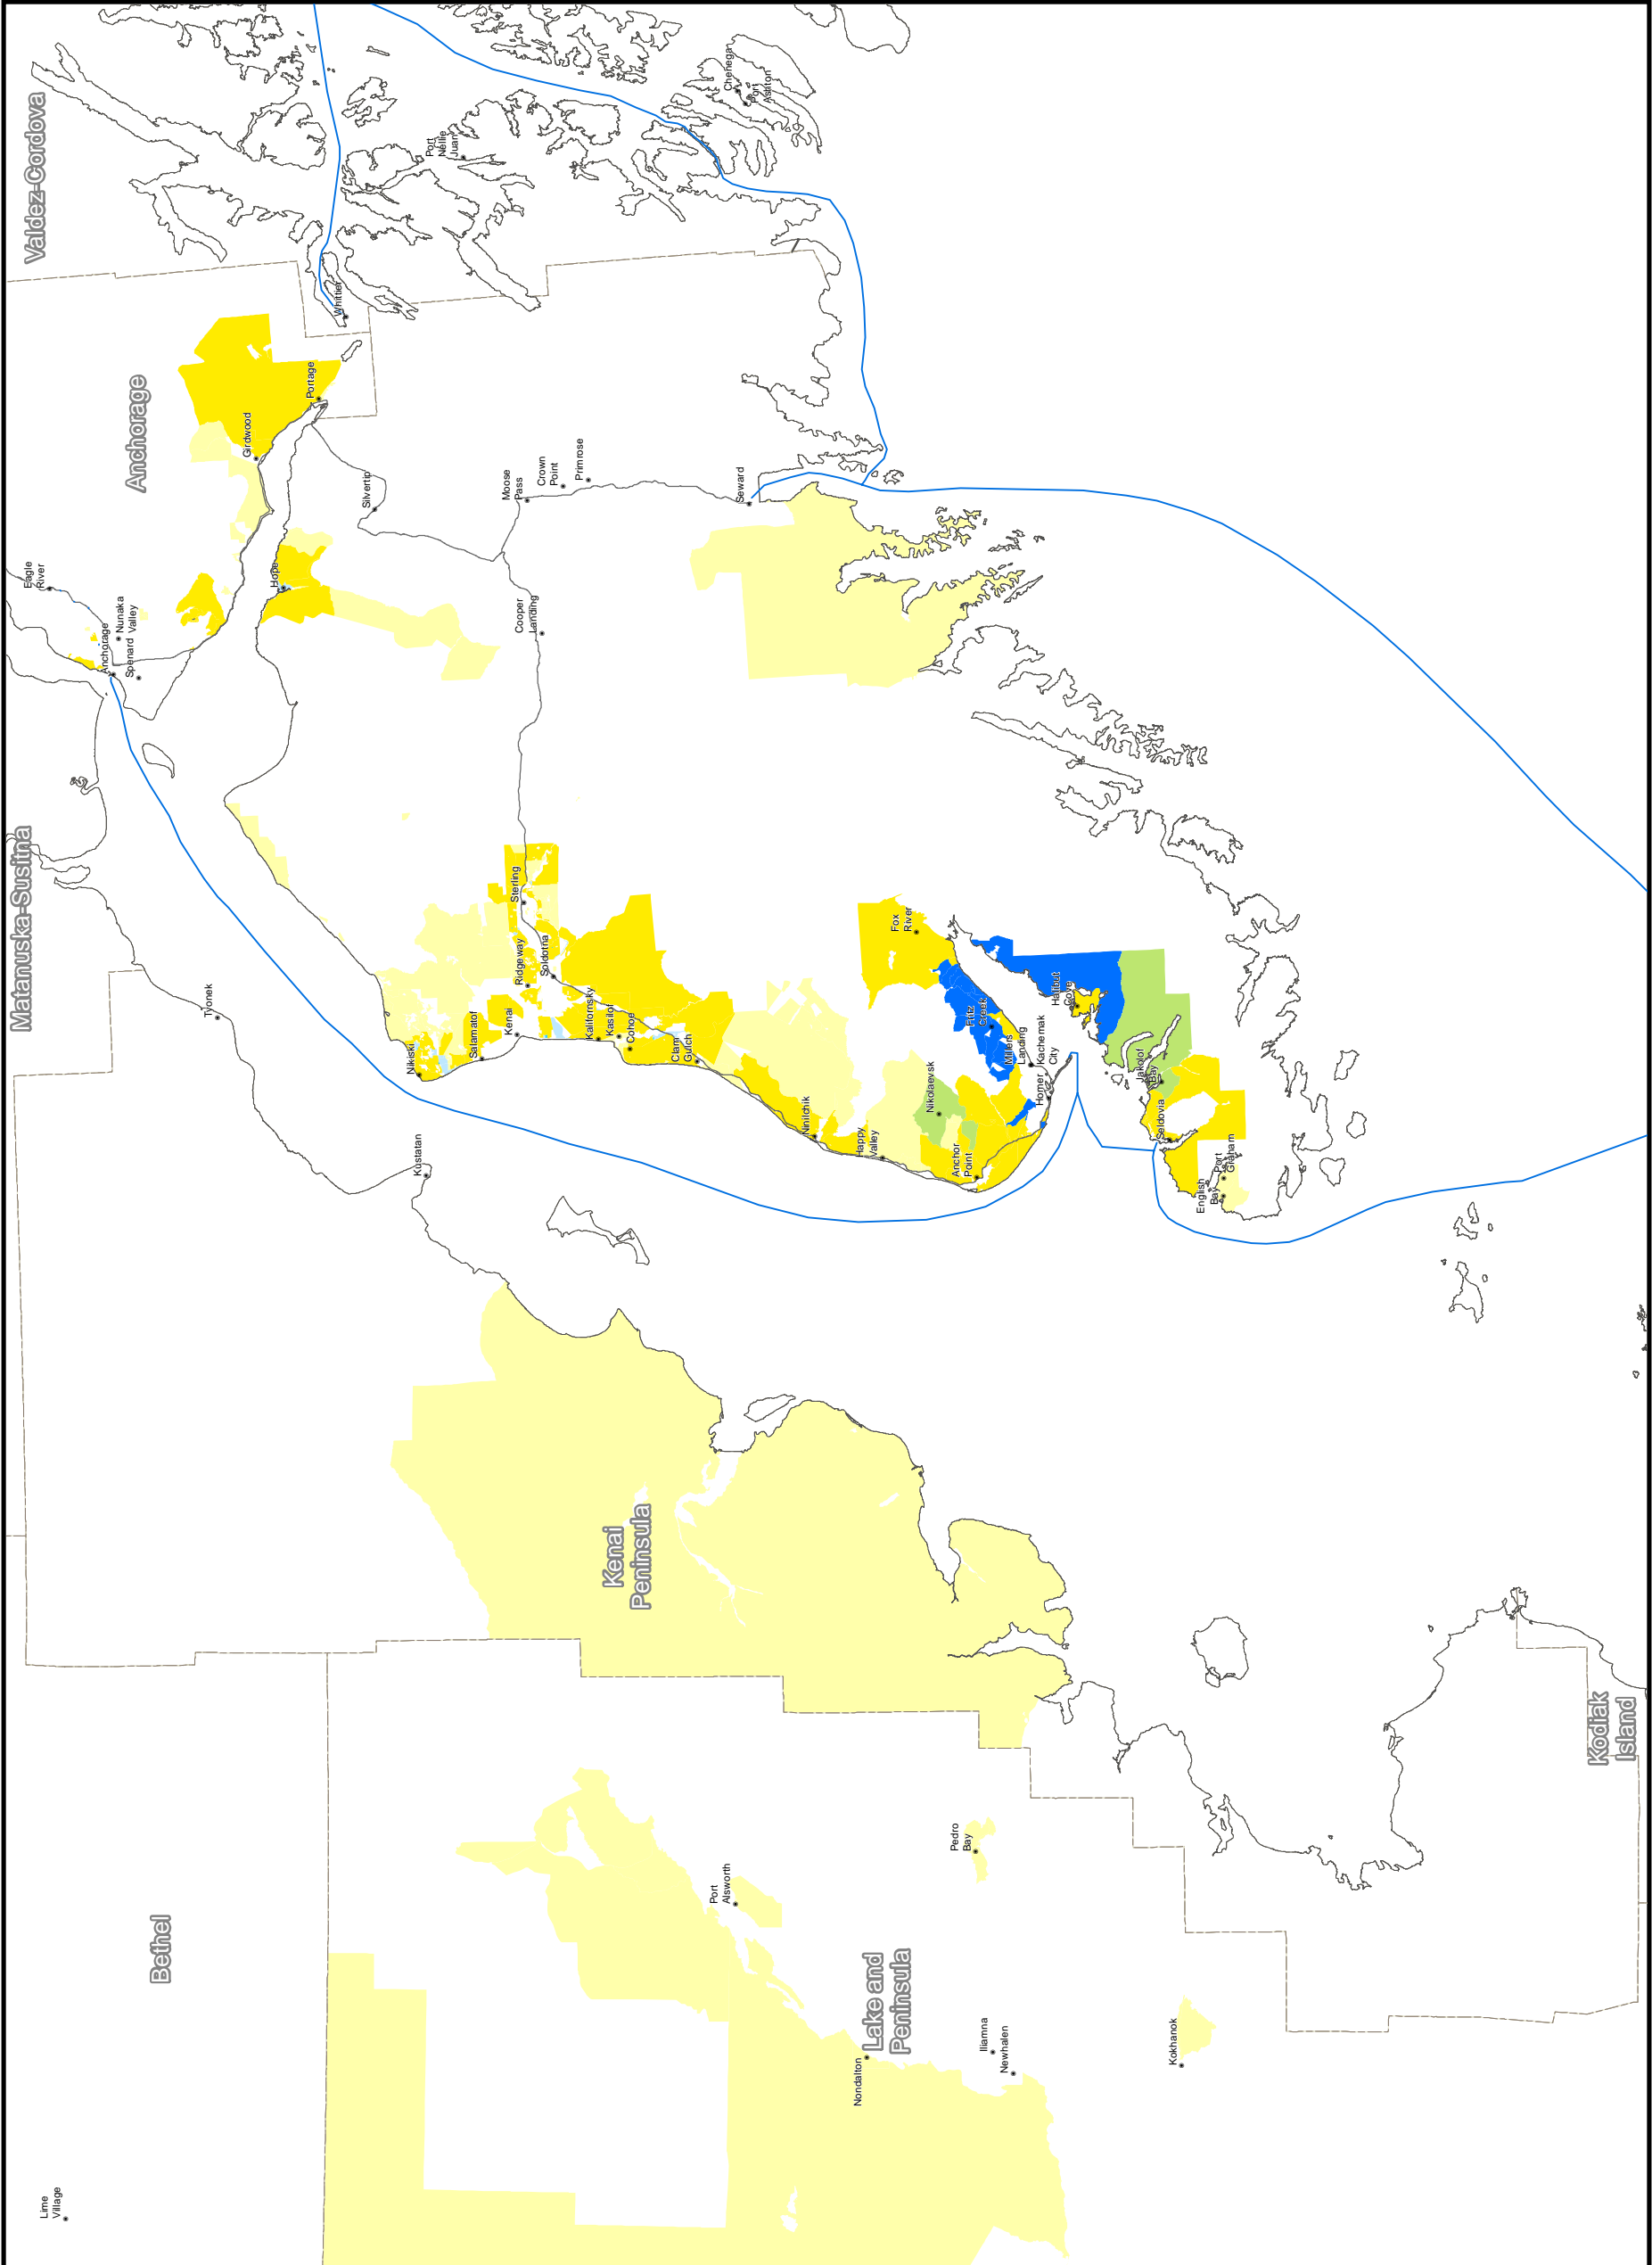 Matanuska-Susitna
Valdez-Cordova
Lime
Village
Eagle
River
Anchorage
Nunaka
Valley
Spenard
Anchorage
Bethel
Tyonek
Girdwood
Hope
Portage
Whittier
Silvertip
Nikiski
Kustatan
Port
Nellie
Juan
Salamatof
Kenai
Ridgeway
Sterling
Moose
Pass
Cooper
Landing
Soldotna
Crown
Point
Primrose
Kalifornsky
Kasilof
Cohoe
Kenai
Peninsula
Clam
Gulch
Port
Alsworth
Seward
Chenega
Port
Ashton
Ninilchik
Nondalton
Happy
Valley
Lake and
Peninsula
Fox
River
Nikolaevsk
Pedro
Bay
Anchor
Point
Fritz
Creek
Iliamna
Newhalen
Millers
Landing
Homer
Kachemak
City
Halibut
Cove
Jakolof
Bay
Seldovia
Kokhanok
English
Bay
Port
Graham
Kodiak
Island